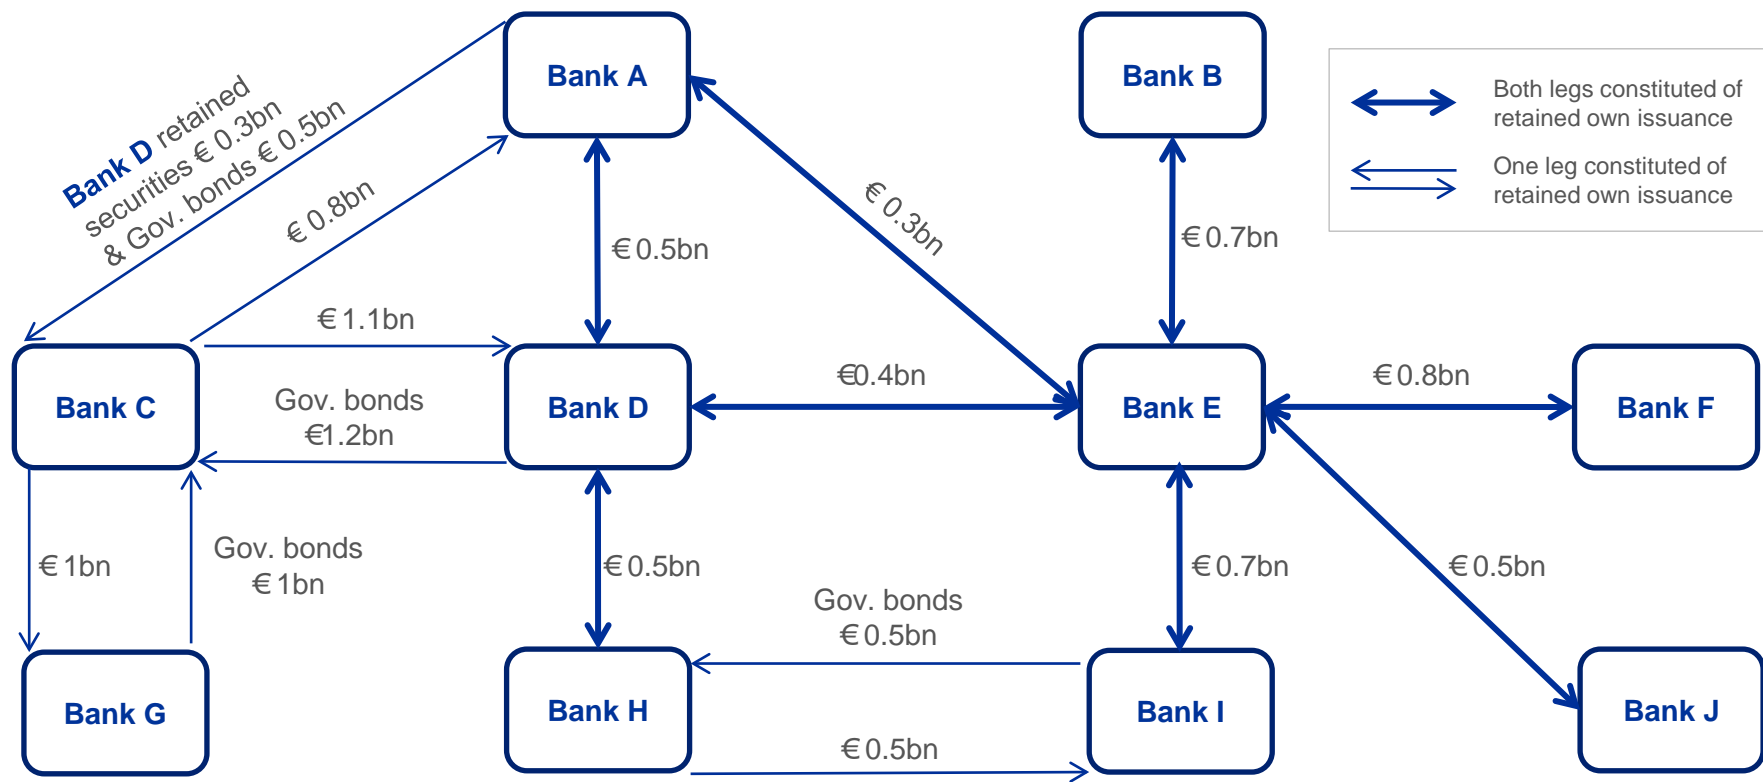 Bank A
Bank B
Both legs constituted of
retained own issuance
One leg constituted of
retained own issuance
Bank D retained
securities € 0.3bn
& Gov. bonds € 0.5bn
€ 0.8bn
€ 0.5bn
€ 0.3bn
€ 0.7bn
€ 1.1bn
Bank C
Gov. bonds
€1.2bn
Bank D
€0.4bn
Bank E
€ 0.8bn
Bank F
€ 1bn
Gov. bonds
€ 1bn
€ 0.5bn
Gov. bonds
€ 0.5bn
€ 0.7bn
€ 0.5bn
Bank G
Bank H
€ 0.5bn
Bank I
Bank J